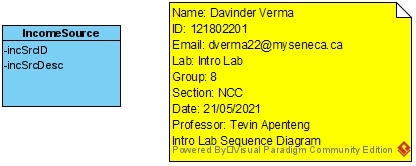 IncomeSource
-incSrcID
-incSrcDesc
Name: Davinder Verma
ID: 121802201
Email: dverma22@myseneca.ca
Lab: Intro Lab
Group: 8
Section: NCC
Date: 21/05/2021
Professor: Tevin Apenteng
Intro Lab Sequence Diagram
Powered By Visual Paradigm Community Edition